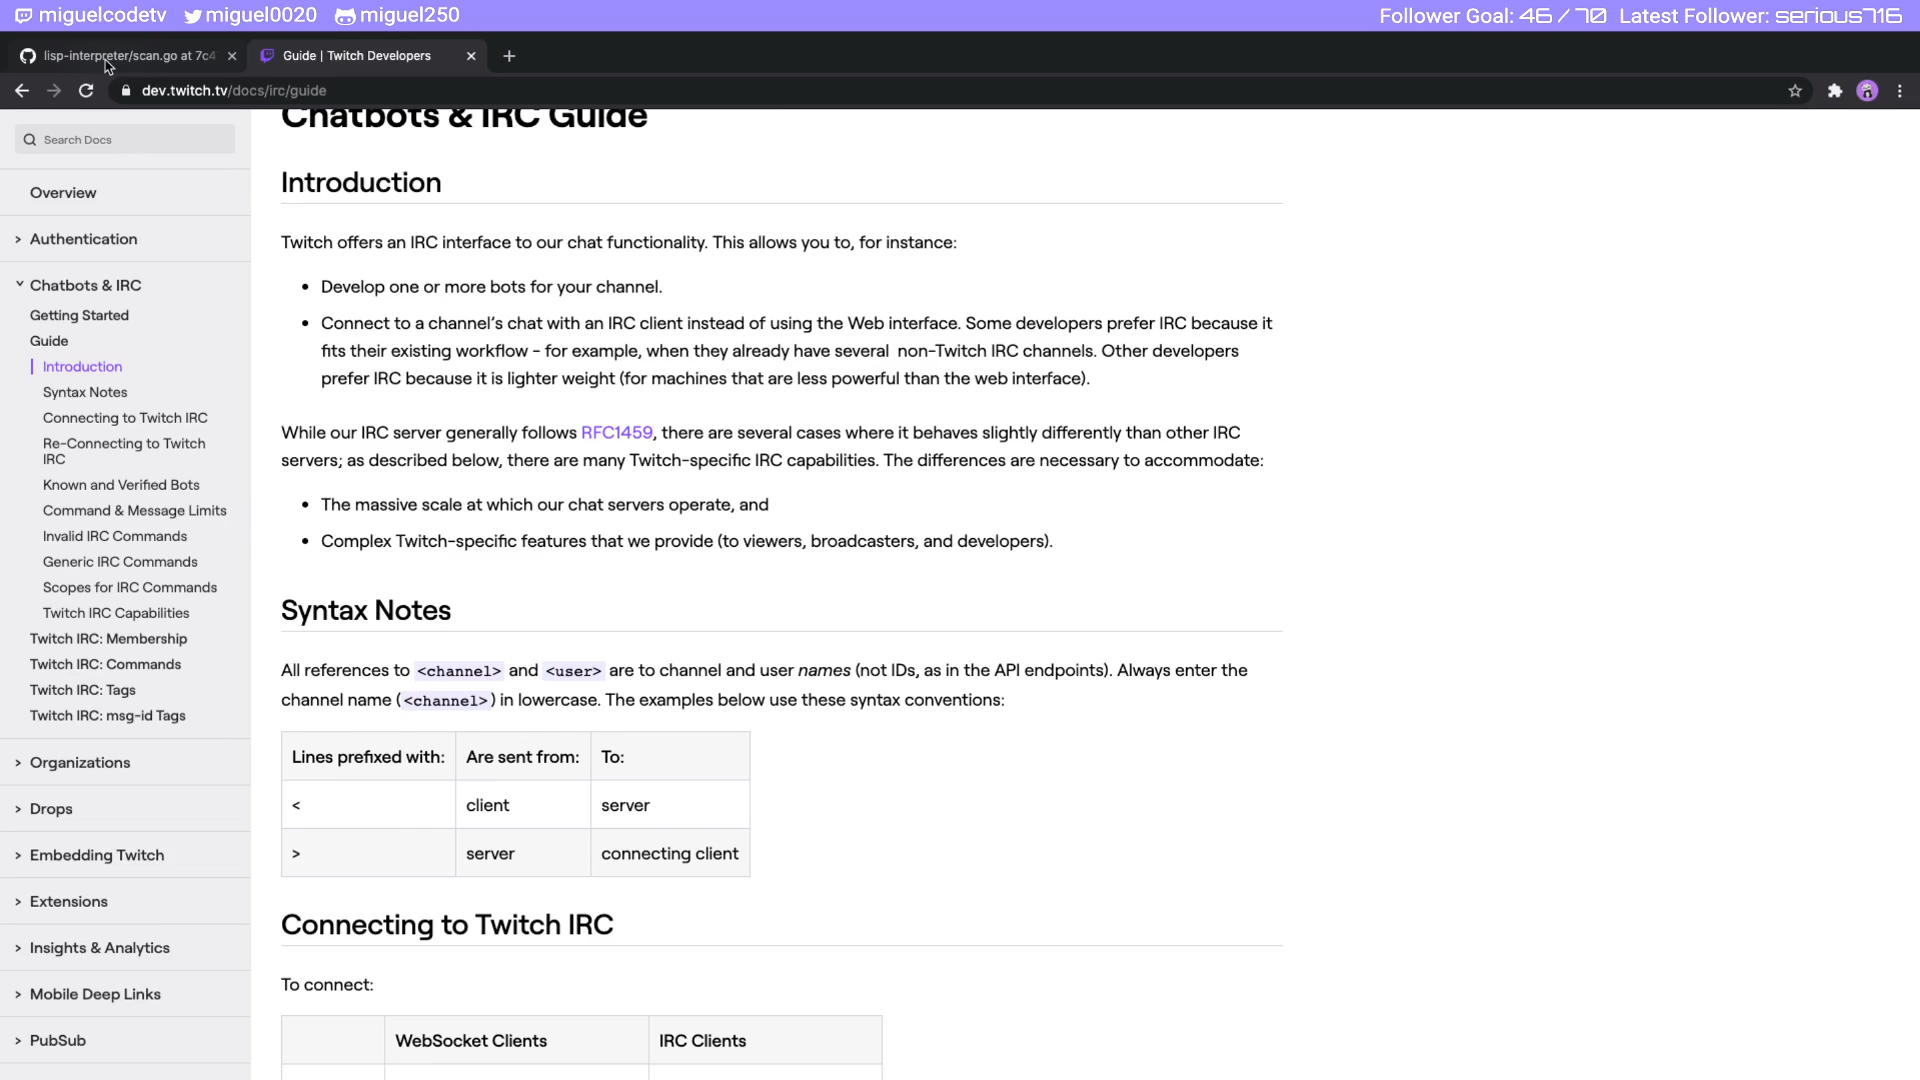 miguelcodetv miguel0020 miguel250 Follower Goal: 46 / 70 Latest Follower: serious716
lisp-interpreter/scan.go at 7c4 Guide | Twitch Developers
dev.twitch.tv/docs/irc/guide
Search Docs
Overview
Authentication
Chatbots & IRC
Getting Started
Guide
Introduction
Syntax Notes
Connecting to Twitch IRC
Re-Connecting to Twitch
IRC
Known and Verified Bots
Command & Message Limits
Invalid IRC Commands
Generic IRC Commands
Scopes for IRC Commands
Twitch IRC Capabilities
Twitch IRC: Membership
Twitch IRC: Commands
Twitch IRC: Tags
Twitch IRC: msg-id Tags
Organizations
Drops
Embedding Twitch
Extensions
Insights & Analytics
Mobile Deep Links
PubSub
Chatbots & IRC Guide
Introduction
Twitch offers an IRC interface to our chat functionality. This allows you to, for instance:
• Develop one or more bots for your channel.
• Connect to a channel’s chat with an IRC client instead of using the Web interface. Some developers prefer IRC because it
fits their existing workflow - for example, when they already have several non-Twitch IRC channels. Other developers
prefer IRC because it is lighter weight (for machines that are less powerful than the web interface).
While our IRC server generally follows RFC1459, there are several cases where it behaves slightly differently than other IRC
servers; as described below, there are many Twitch-specific IRC capabilities. The differences are necessary to accommodate:
• The massive scale at which our chat servers operate, and
• Complex Twitch-specific features that we provide (to viewers, broadcasters, and developers).
Syntax Notes
All references to <channel> and <user> are to channel and user names (not IDs, as in the API endpoints). Always enter the
channel name (<channel>) in lowercase. The examples below use these syntax conventions:
Lines prefixed with: Are sent from: To:
< client server
> server connecting client
Connecting to Twitch IRC
To connect:
WebSocket Clients IRC Clients